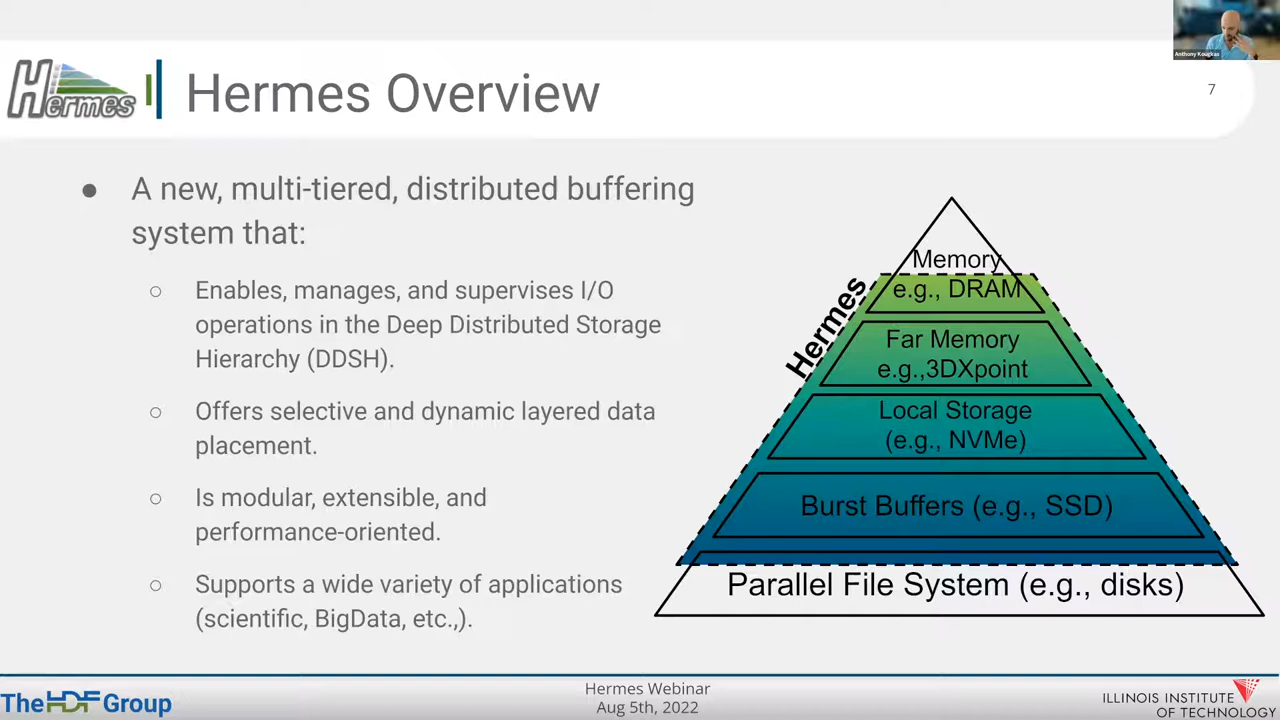 Anthony Kougkas
Hermes
Hermes Overview
7
● A new, multi-tiered, distributed buffering
system that:
○ Enables, manages, and supervises I/O
operations in the Deep Distributed Storage
Hierarchy (DDSH).
○ Offers selective and dynamic layered data
placement.
○ Is modular, extensible, and
performance-oriented.
○ Supports a wide variety of applications
(scientific, BigData, etc.,).
Hermes
Memory
e.g., DRAM
Far Memory
e.g.,3DXpoint
Local Storage
(e.g., NVMe)
Burst Buffers (e.g., SSD)
Parallel File System (e.g., disks)
The HDF Group
Hermes Webinar
Aug 5th, 2022
ILLINOIS INSTITUTE
OF TECHNOLOGY